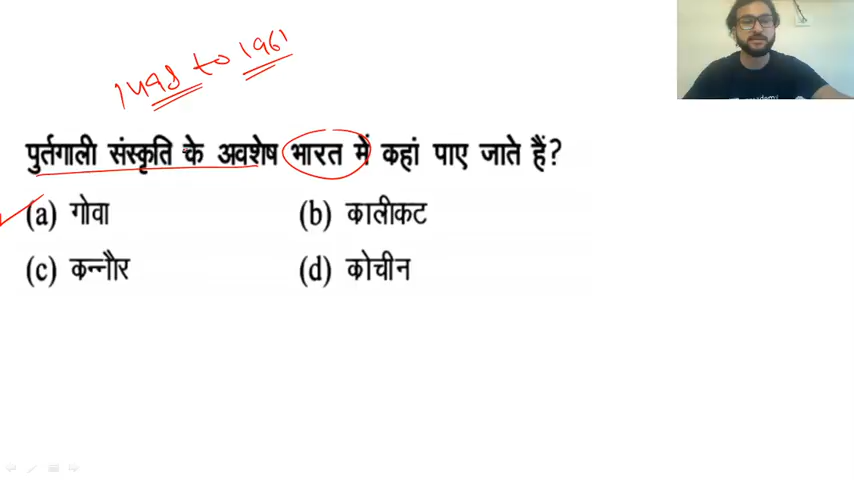 1498 to 1961
पुर्तगाली संस्कृति के अवशेष भारत में कहां पाए जाते हैं?
(a) गोवा (b) कालीकट
(c) कन्नौर (d) कोचीन